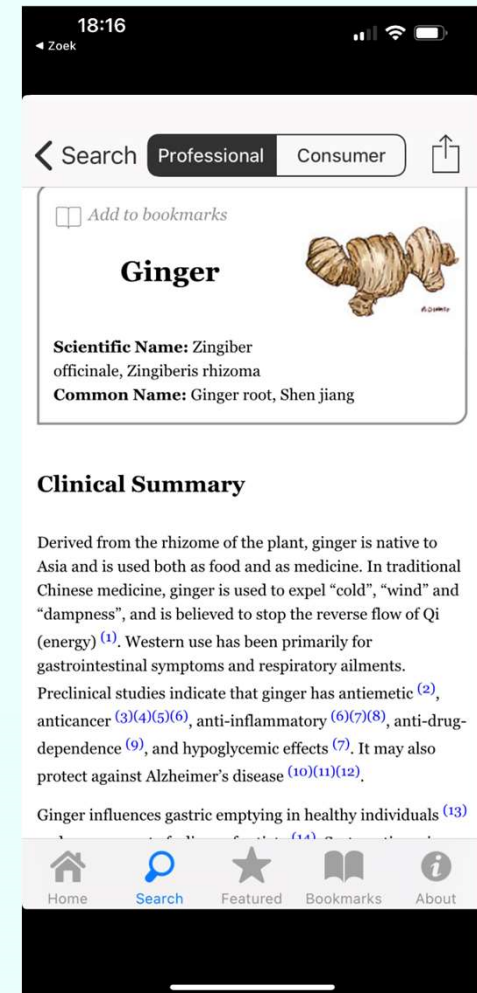 18:16
◀ Zoek
Search
Professional
Consumer
Add to bookmarks
Ginger
Scientific Name: Zingiber
officinale, Zingiberis rhizoma
Common Name: Ginger root, Shen jiang
Clinical Summary
Derived from the rhizome of the plant, ginger is native to
Asia and is used both as food and as medicine. In traditional
Chinese medicine, ginger is used to expel “cold”, “wind” and
“dampness”, and is believed to stop the reverse flow of Qi
(energy) (1). Western use has been primarily for
gastrointestinal symptoms and respiratory ailments.
Preclinical studies indicate that ginger has antiemetic (2),
anticancer (3)(4)(5)(6), anti-inflammatory (6)(7)(8), anti-drug-
dependence (9), and hypoglycemic effects (7). It may also
protect against Alzheimer’s disease (10)(11)(12).
Ginger influences gastric emptying in healthy individuals (13)
(14)
Home
Search
Featured
Bookmarks
About